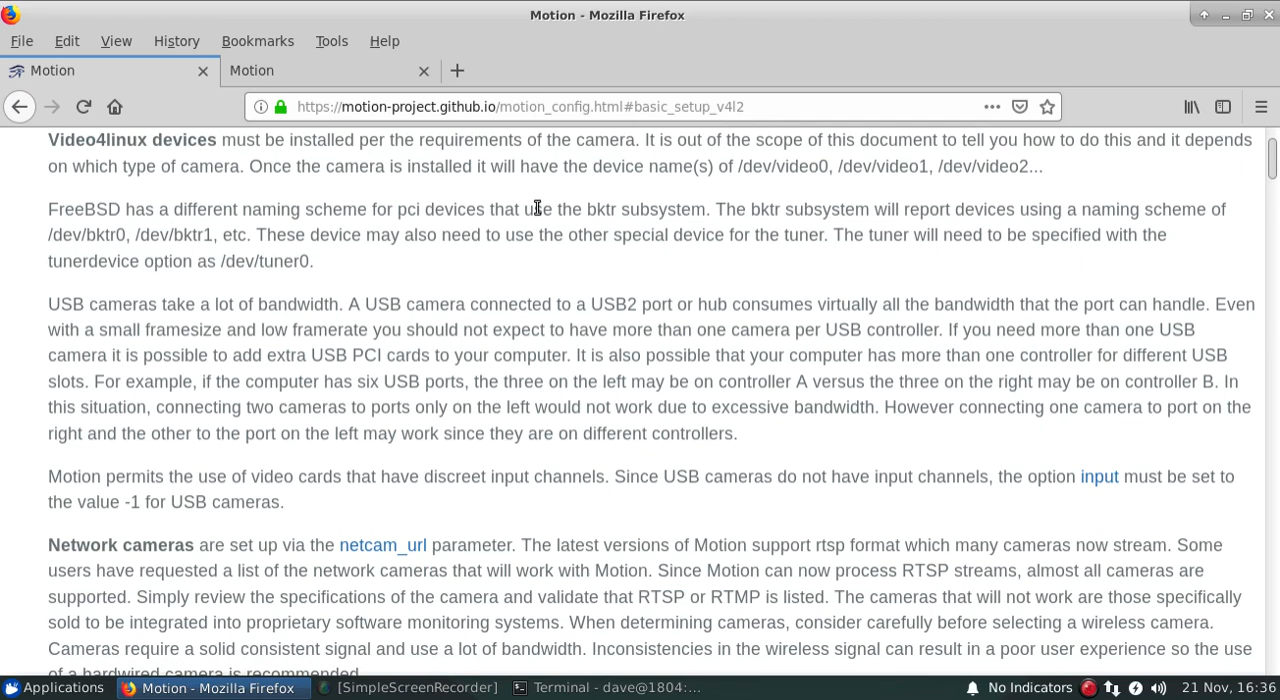 Motion - Mozilla Firefox
File Edit View History Bookmarks Tools Help
Motion
Motion
https://motion-project.github.io/motion_config.html#basic_setup_v4l2
Video4linux devices must be installed per the requirements of the camera. It is out of the scope of this document to tell you how to do this and it depends
on which type of camera. Once the camera is installed it will have the device name(s) of /dev/video0, /dev/video1, /dev/video2...
FreeBSD has a different naming scheme for pci devices that use the bktr subsystem. The bktr subsystem will report devices using a naming scheme of
/dev/bktr0, /dev/bktr1, etc. These device may also need to use the other special device for the tuner. The tuner will need to be specified with the
tunerdevice option as /dev/tuner0.
USB cameras take a lot of bandwidth. A USB camera connected to a USB2 port or hub consumes virtually all the bandwidth that the port can handle. Even
with a small framesize and low framerate you should not expect to have more than one camera per USB controller. If you need more than one USB
camera it is possible to add extra USB PCI cards to your computer. It is also possible that your computer has more than one controller for different USB
slots. For example, if the computer has six USB ports, the three on the left may be on controller A versus the three on the right may be on controller B. In
this situation, connecting two cameras to ports only on the left would not work due to excessive bandwidth. However connecting one camera to port on the
right and the other to the port on the left may work since they are on different controllers.
Motion permits the use of video cards that have discreet input channels. Since USB cameras do not have input channels, the option input must be set to
the value -1 for USB cameras.
Network cameras are set up via the netcam_url parameter. The latest versions of Motion support rtsp format which many cameras now stream. Some
users have requested a list of the network cameras that will work with Motion. Since Motion can now process RTSP streams, almost all cameras are
supported. Simply review the specifications of the camera and validate that RTSP or RTMP is listed. The cameras that will not work are those specifically
sold to be integrated into proprietary software monitoring systems. When determining cameras, consider carefully before selecting a wireless camera.
Cameras require a solid consistent signal and use a lot of bandwidth. Inconsistencies in the wireless signal can result in a poor user experience so the use
of a hardwired camera is recommended.
Applications Motion - Mozilla Firefox [SimpleScreenRecorder] Terminal - dave@1804:... No Indicators 21 Nov, 16:36